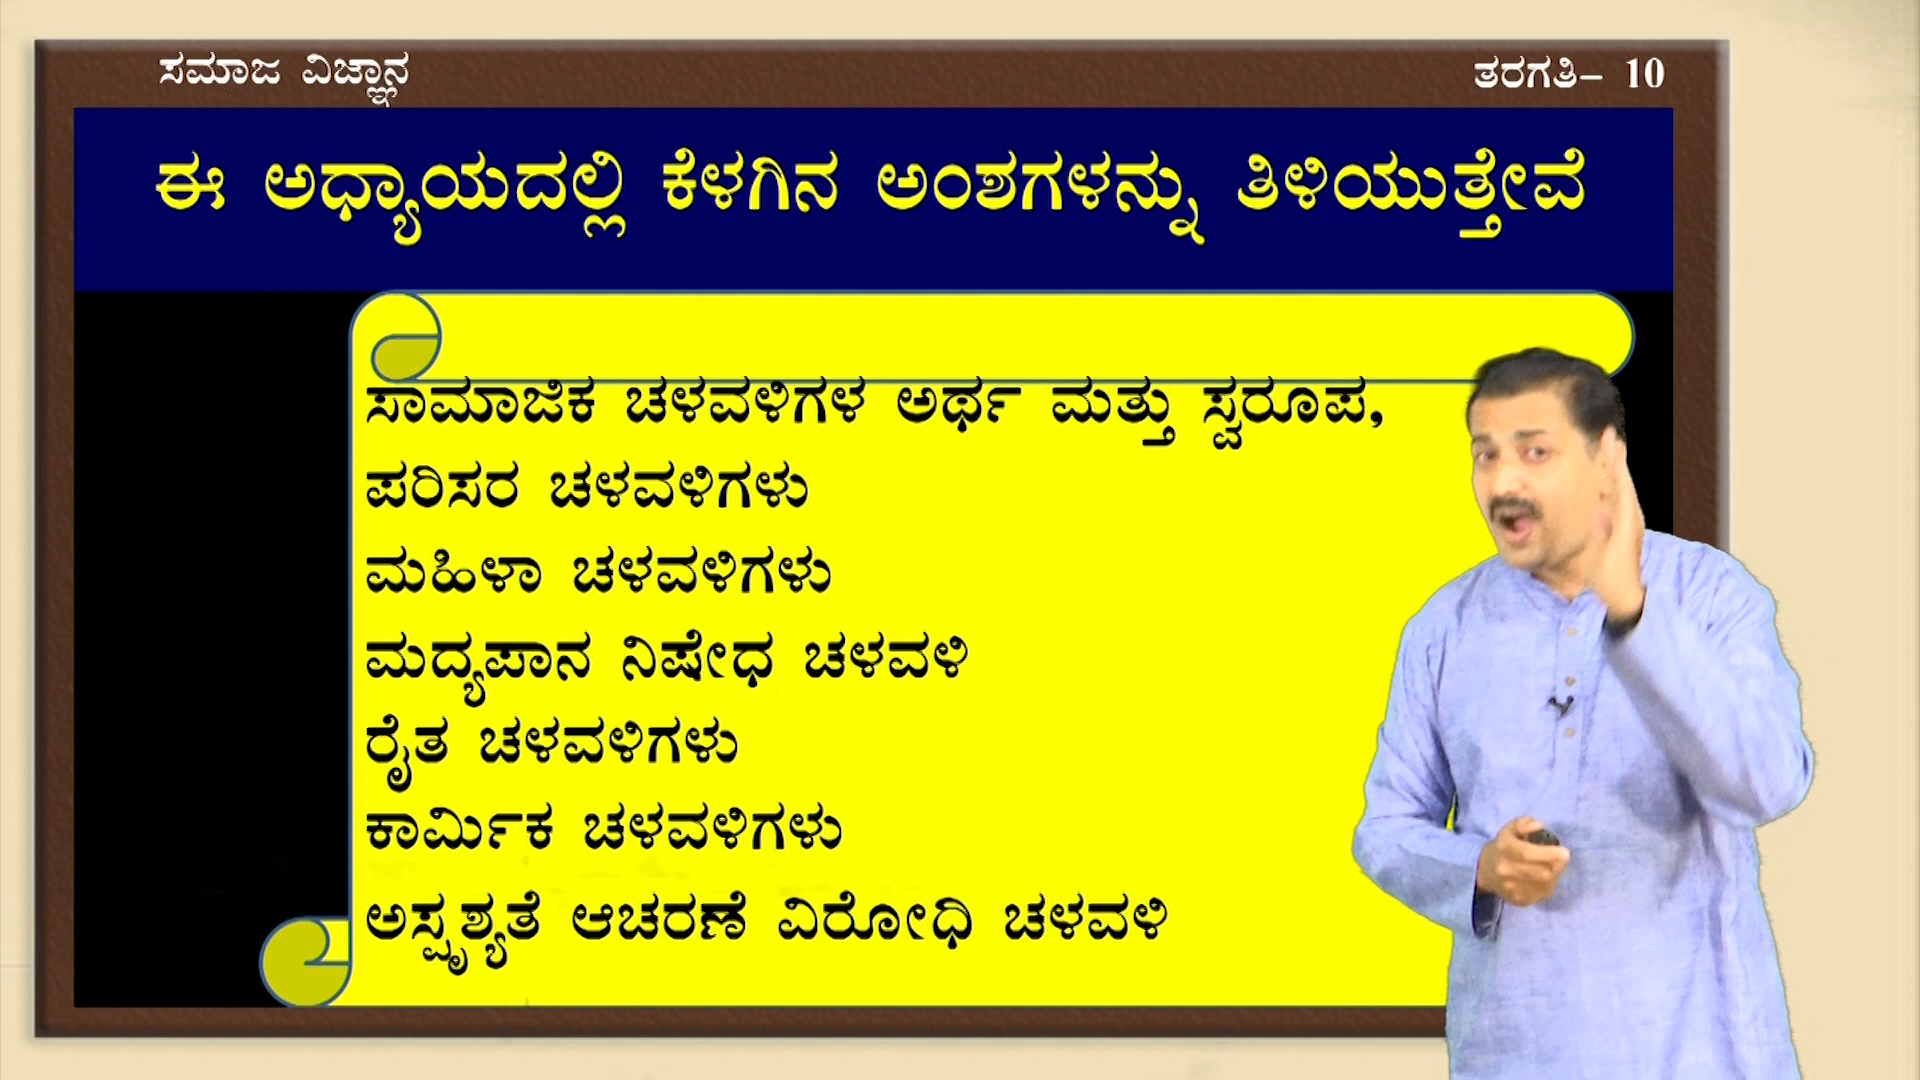 ಸಮಾಜ ವಿಜ್ಞಾನ
ತರಗತಿ– 10
ಈ ಅಧ್ಯಾಯದಲ್ಲಿ ಕೆಳಗಿನ ಅಂಶಗಳನ್ನು ತಿಳಿಯುತ್ತೇವೆ
ಸಾಮಾಜಿಕ ಚಳವಳಿಗಳ ಅರ್ಥ ಮತ್ತು ಸ್ವರೂಪ,
ಪರಿಸರ ಚಳವಳಿಗಳು
ಮಹಿಳಾ ಚಳವಳಿಗಳು
ಮದ್ಯಪಾನ ನಿಷೇಧ ಚಳವಳಿ
ರೈತ ಚಳವಳಿಗಳು
ಕಾರ್ಮಿಕ ಚಳವಳಿಗಳು
ಅಸ್ಪೃಶ್ಯತೆ ಆಚರಣೆ ವಿರೋಧಿ ಚಳವಳಿ